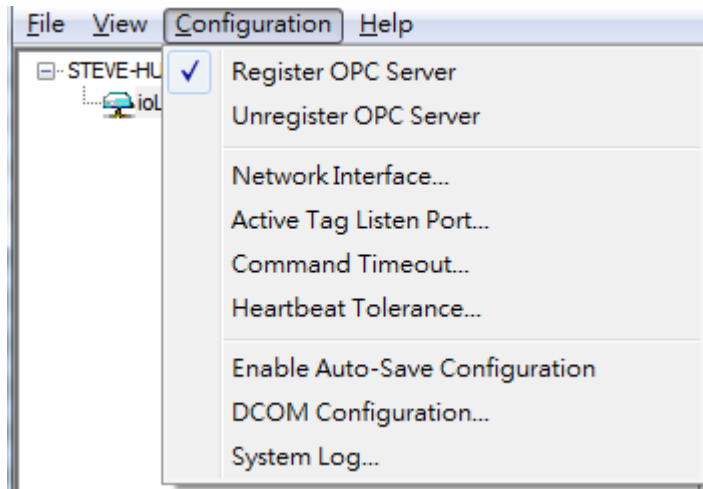 File View Configuration Help
STEVE-HU
Register OPC Server
ioL
Unregister OPC Server
Network Interface...
Active Tag Listen Port...
Command Timeout...
Heartbeat Tolerance...
Enable Auto-Save Configuration
DCOM Configuration...
System Log...